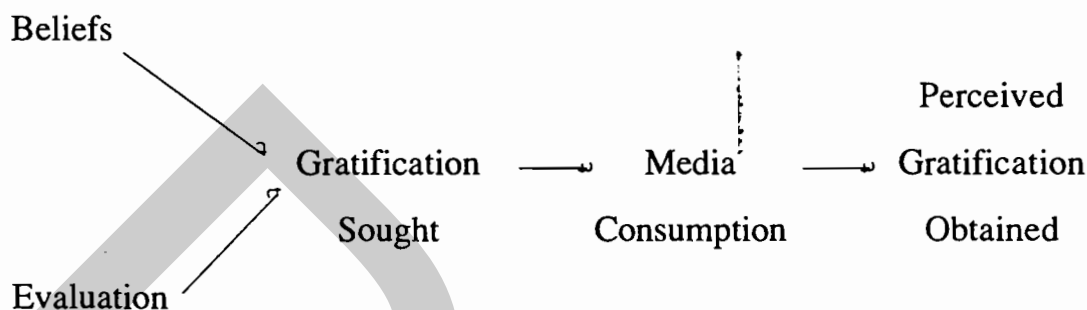 Beliefs
Perceived
Gratification Media Gratification
Sought Consumption Obtained
Evaluation